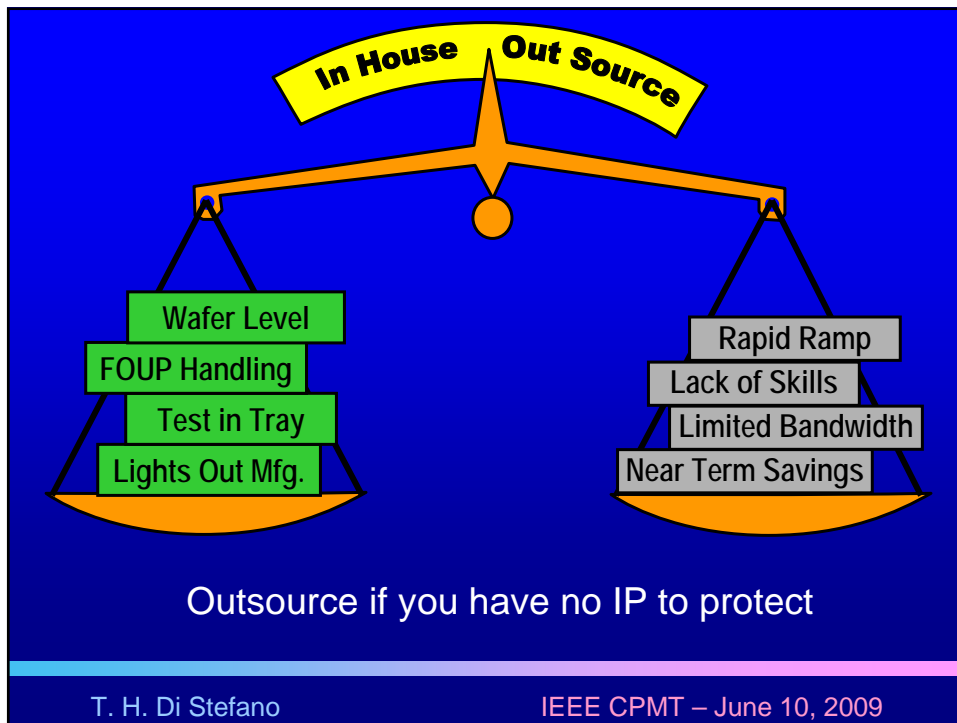 In House Out Source
Wafer Level
FOUP Handling
Test in Tray
Lights Out Mfg.
Rapid Ramp
Lack of Skills
Limited Bandwidth
Near Term Savings
Outsource if you have no IP to protect
T. H. Di Stefano
IEEE CPMT – June 10, 2009